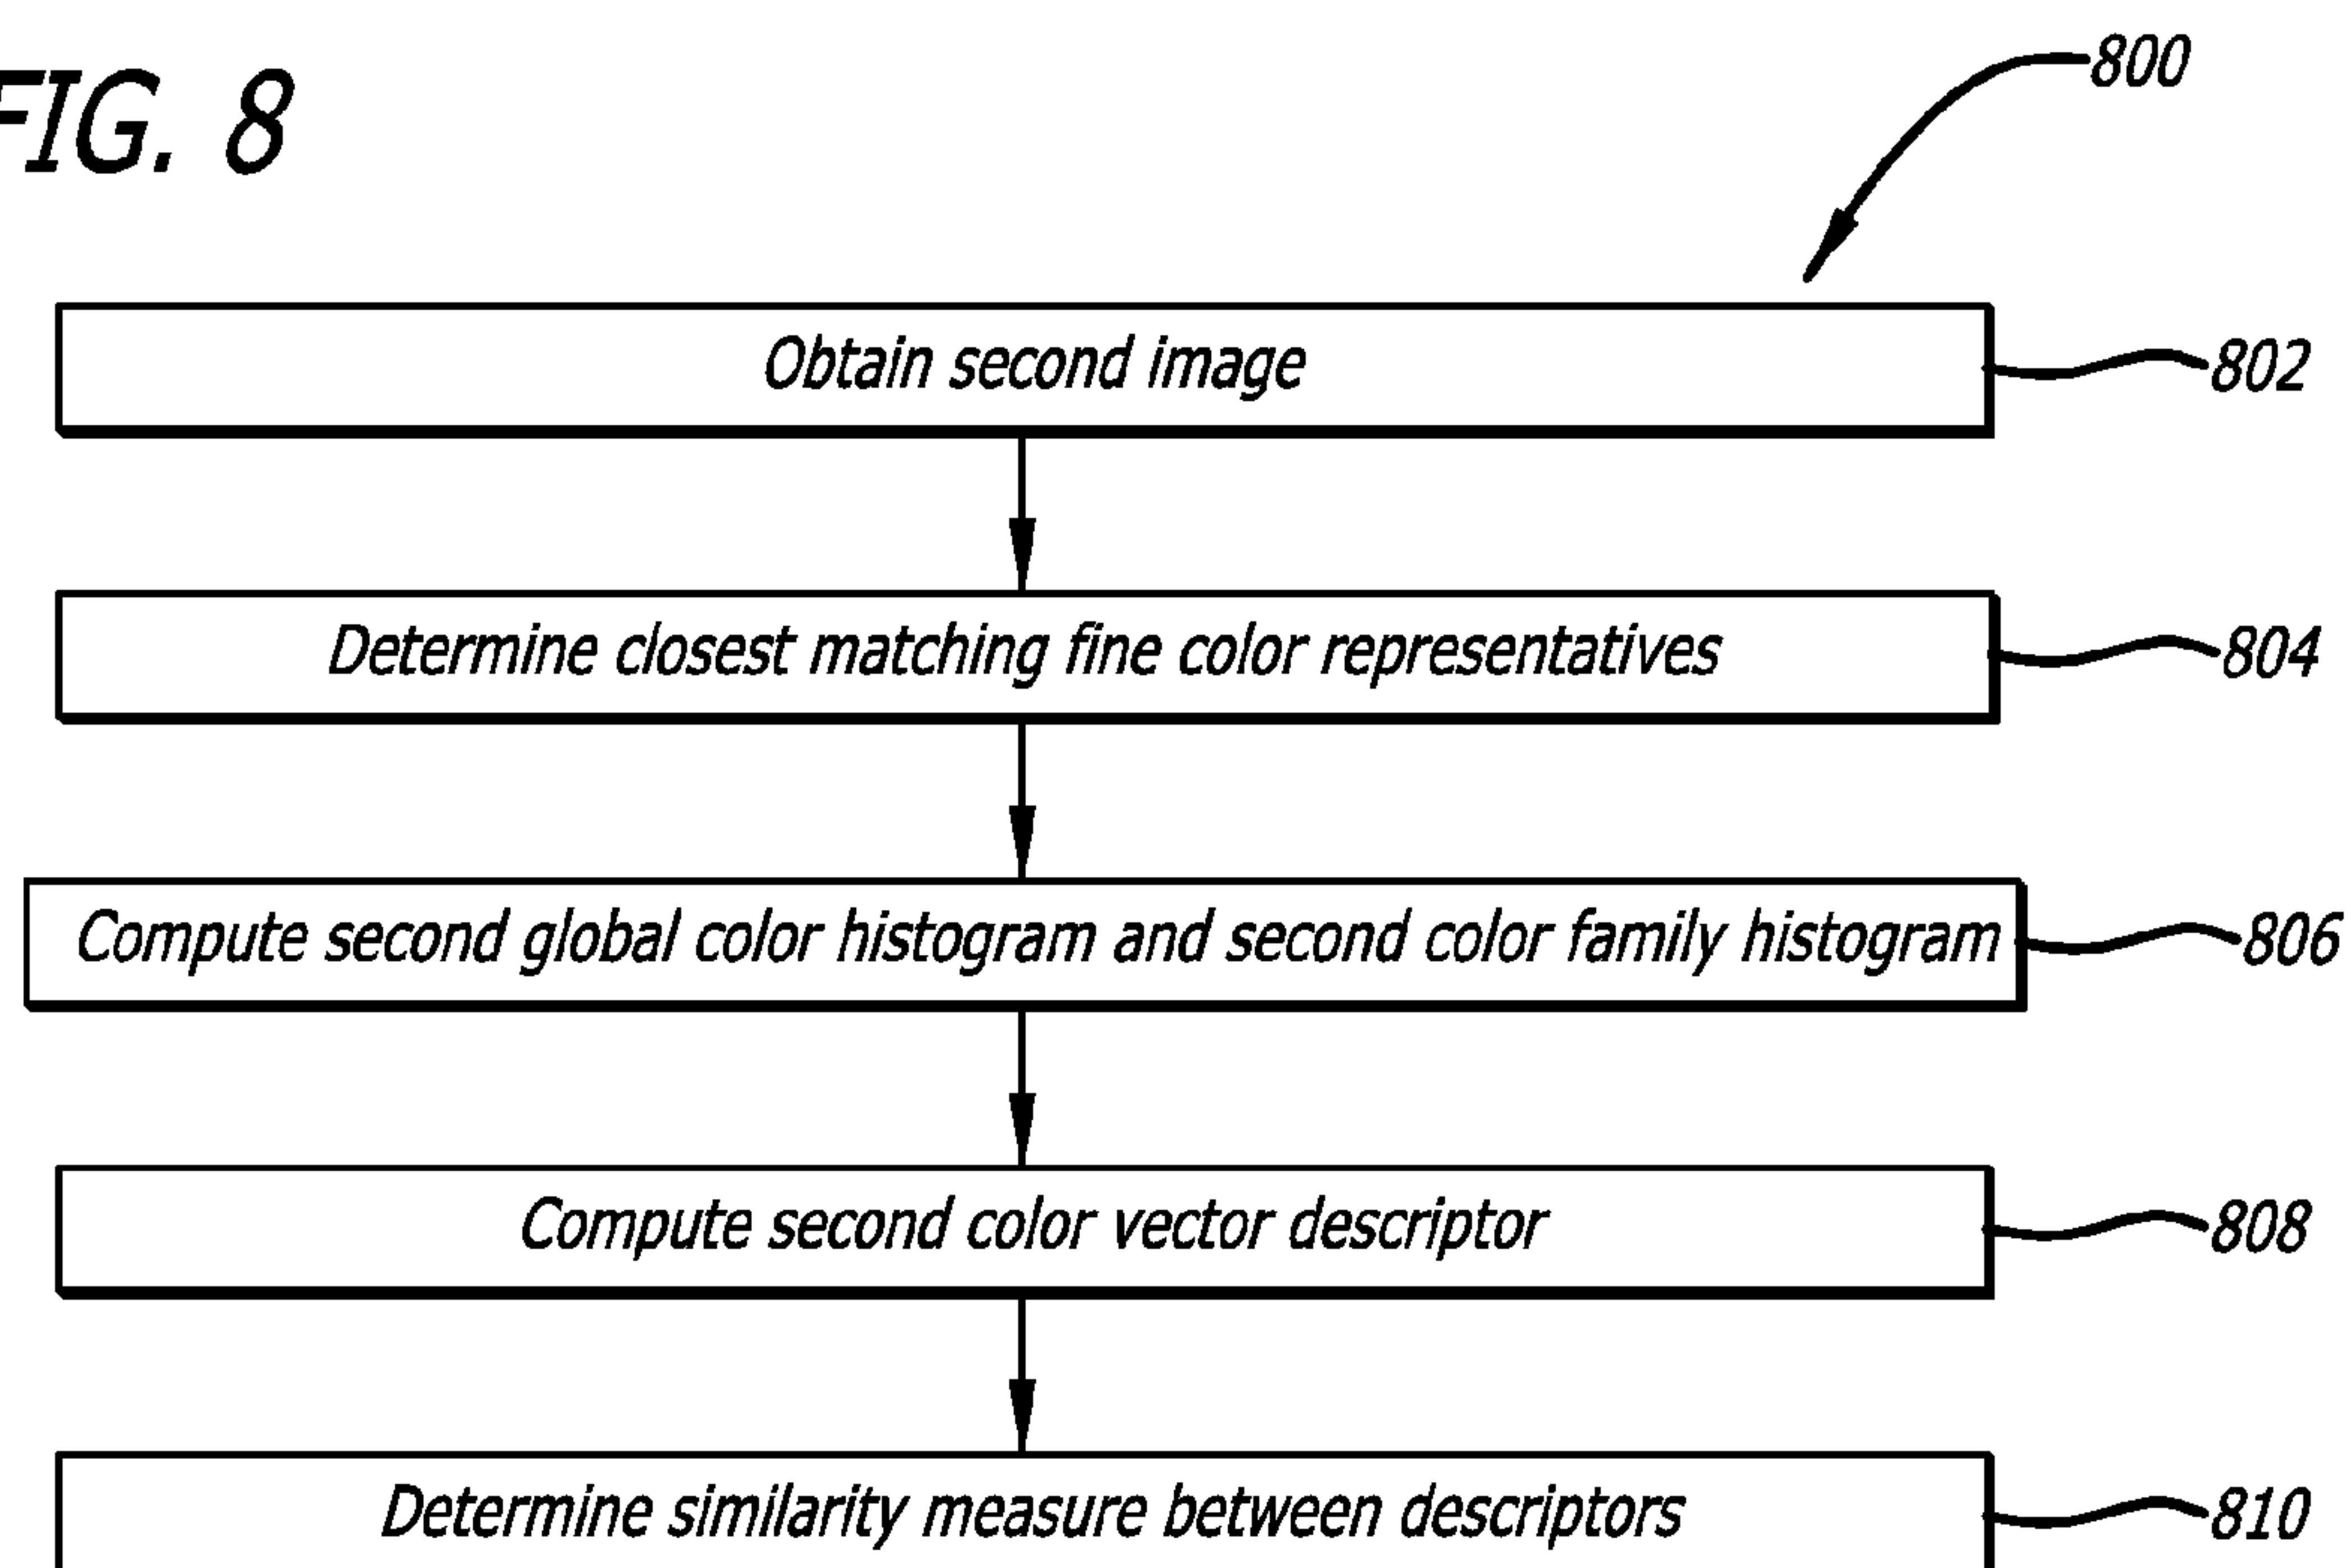 FIG. 8
800
Obtain second image
802
Determine closest matching fine color representatives
804
Compute second global color histogram and second color family histogram
806
Compute second color vector descriptor
808
Determine similarity measure between descriptors
810